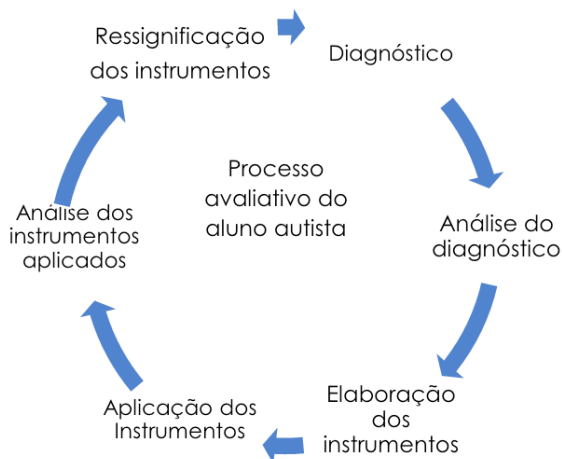 Ressignificação
dos instrumentos
Diagnóstico
Processo
avaliativo do
aluno autista
Análise do
diagnóstico
Elaboração
dos
instrumentos
Aplicação dos
Instrumentos
Análise dos
instrumentos
aplicados